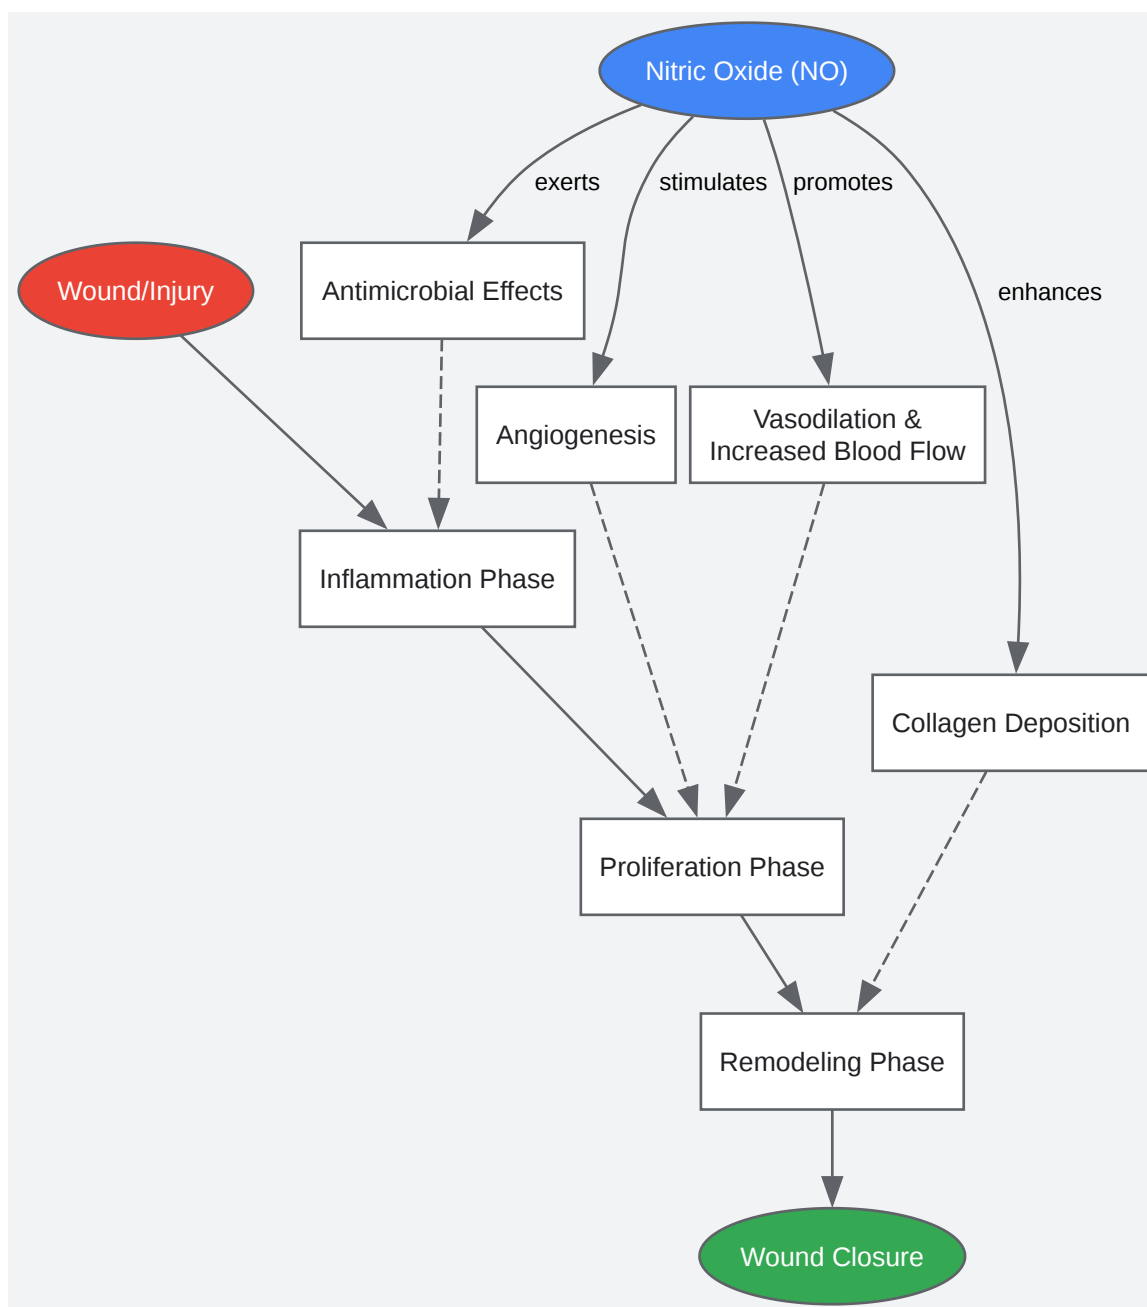 Nitric Oxide (NO)
exerts
stimulates
promotes
Wound/Injury
Antimicrobial Effects
enhances
Angiogenesis
Vasodilation &
Increased Blood Flow
Inflammation Phase
Collagen Deposition
Proliferation Phase
Remodeling Phase
Wound Closure